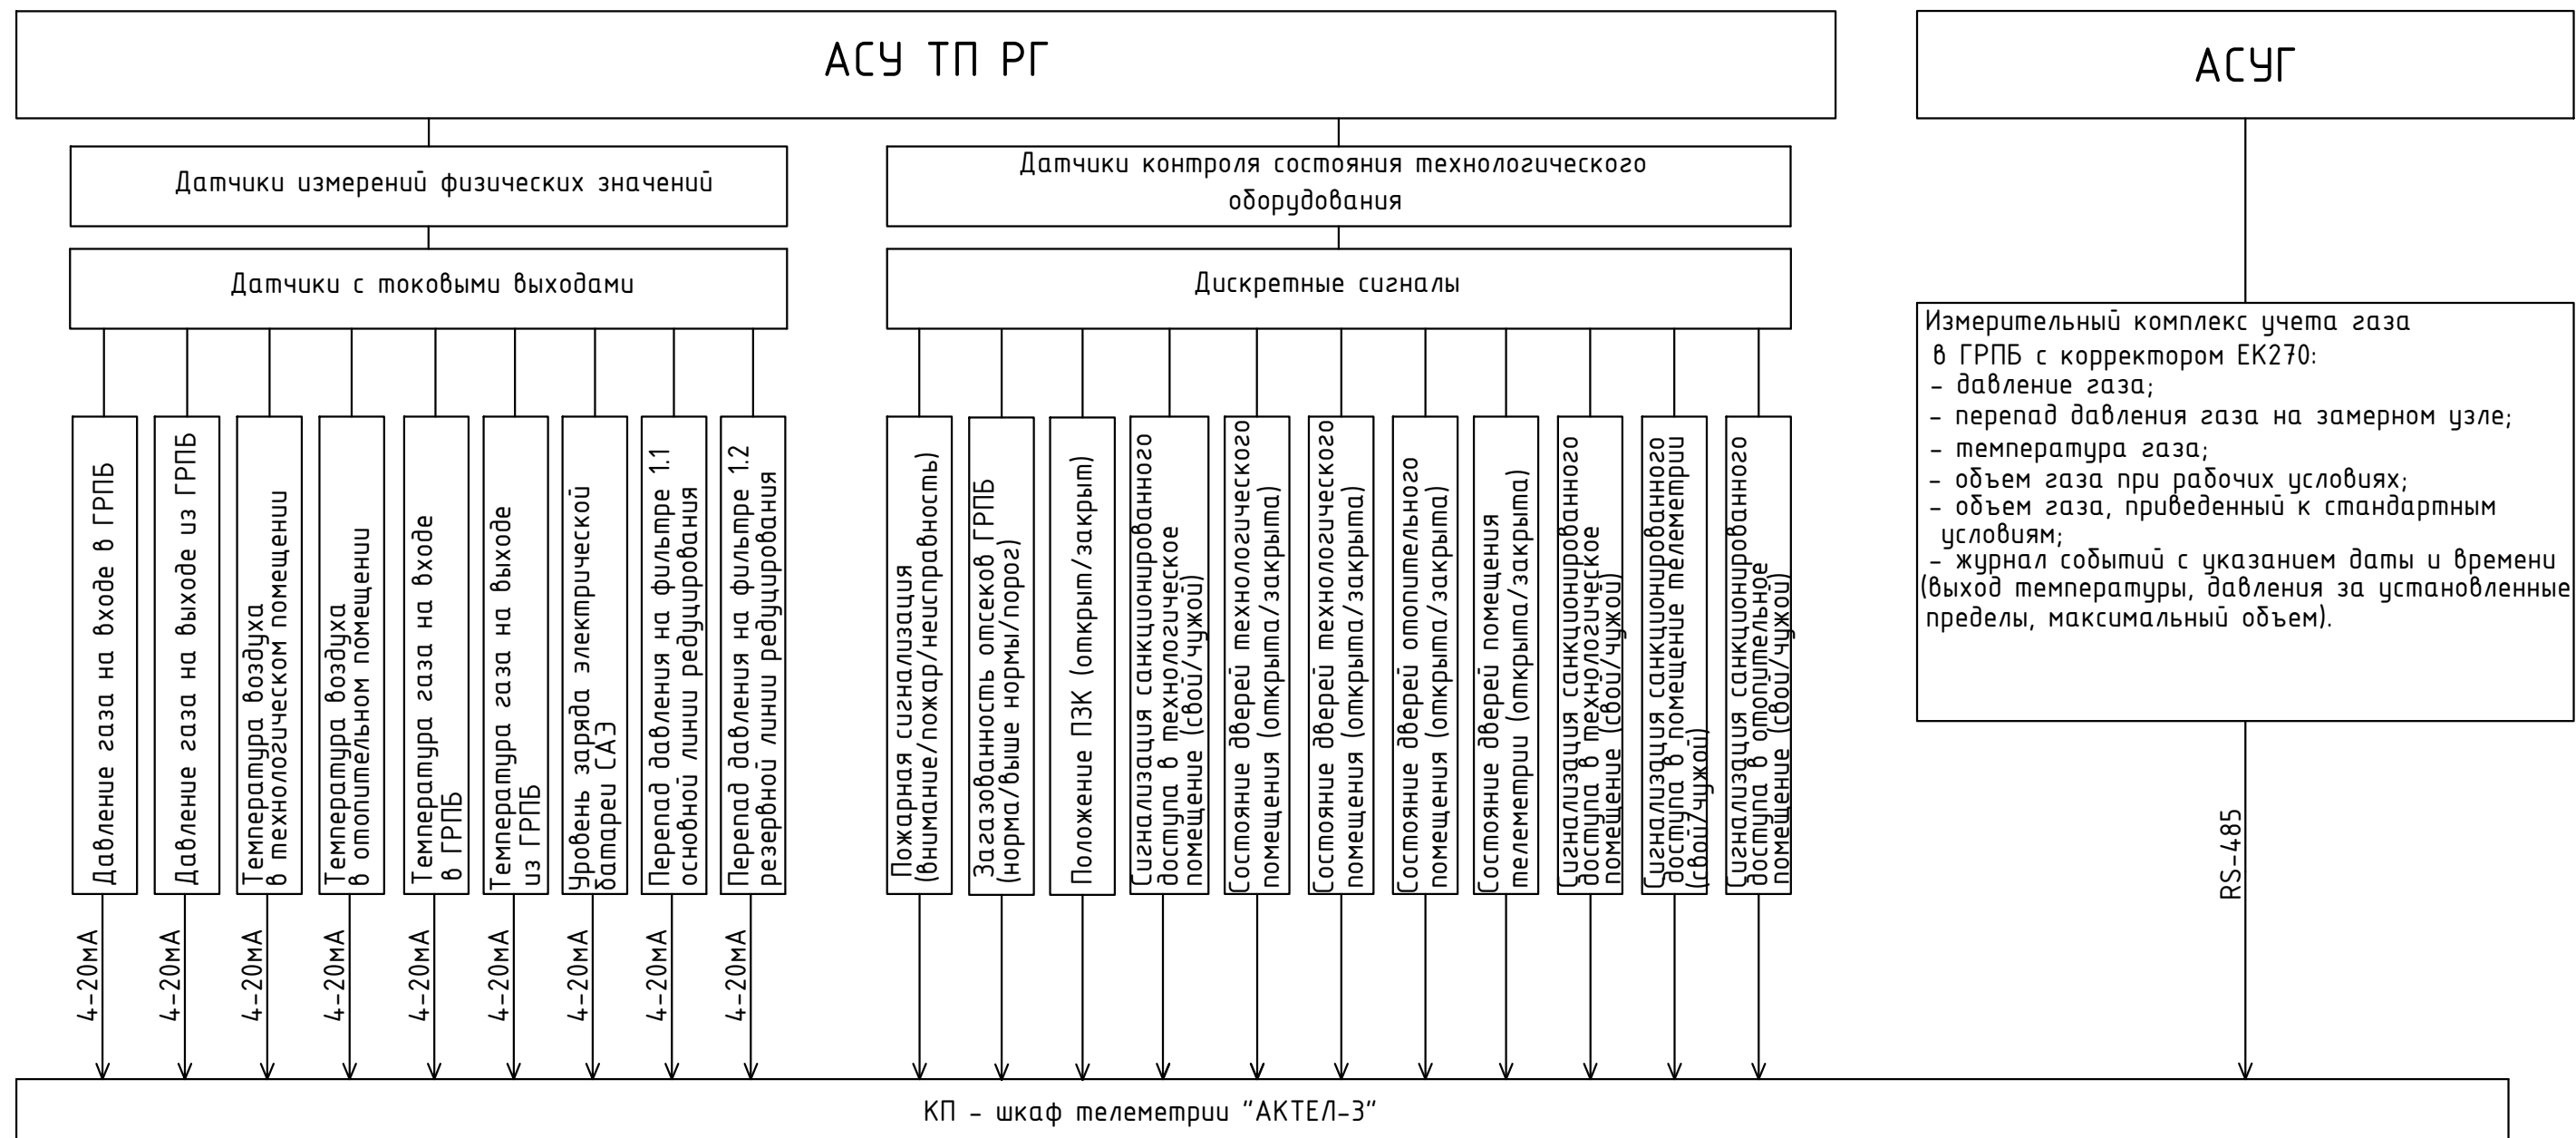 АСУ ТП РГ
АСУГ
Датчики измерений физических значений
Датчики контроля состояния технологического
оборудования
Датчики с токовыми выходами
Дискретные сигналы
Измерительный комплекс учета газа
в ГРПБ с корректором ЕК270:
- давление газа;
- перепад давления газа на замерном узле;
- температура газа;
- объем газа при рабочих условиях;
- объем газа, приведенный к стандартным
условиям;
- журнал событий с указанием даты и времени
(выход температуры, давления за установленные
пределы, максимальный объем).
Давление газа на входе в ГРПБ
Давление газа на выходе из ГРПБ
Температура воздуха
в технологическом помещении
Температура воздуха
в отопительном помещении
Температура газа на входе
в ГРПБ
Температура газа на выходе
из ГРПБ
Уровень заряда электрической
батареи САЭ
Перепад давления на фильтре 1.1
основной линии редуцирования
Перепад давления на фильтре 1.2
резервной линии редуцирования
Пожарная сигнализация
(внимание/пожар/неисправность)
Загазованность отсеков ГРПБ
(норма/выше нормы/порог)
Положение ПЗК (открыт/закрыт)
Сигнализация санкционированного
доступа в технологическое
помещение (свой/чужой)
Состояние дверей технологического
помещения (открыта/закрыта)
Состояние дверей технологического
помещения (открыта/закрыта)
Состояние дверей отопительного
помещения (открыта/закрыта)
Состояние дверей помещения
телеметрии (открыта/закрыта)
Сигнализация санкционированного
доступа в технологическое
помещение (свой/чужой)
Сигнализация санкционированного
доступа в помещение телеметрии
(свой/чужой)
Сигнализация санкционированного
доступа в отопительное
помещение (свой/чужой)
4-20мА
4-20мА
4-20мА
4-20мА
4-20мА
4-20мА
4-20мА
4-20мА
4-20мА
RS-485
КП - шкаф телеметрии "АКТЕЛ-3"